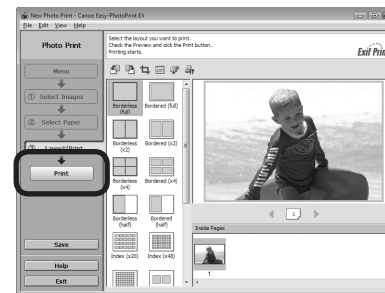 New Photo Print - Canon Easy-PhotoPrint EX
File Edit View Help
Photo Print
Select the layout you want to print.
Check the Preview and click the Print button.
Printing starts.
Exif Prin
Menu
① Select Images
② Select Paper
③ Layout/Print
Print
Save
Help
Exit
Borderless (full)
Bordered (full)
Borderless (x2)
Bordered (x2)
Borderless (x4)
Bordered (x4)
Borderless (half)
Bordered (half)
Index (x20)
Index (x48)
1
Inside Pages
1